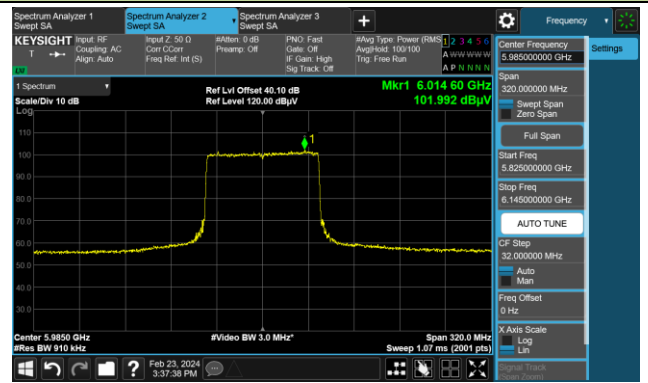 Spectrum Analyzer 1
Swept SA
Spectrum Analyzer 2
Swept SA
Spectrum Analyzer 3
Swept SA
Frequency
KEYSIGHT
Input: RF
Coupling: AC
Align: Auto
Input Z: 50 Ω
Corr CCorr
Freq Ref: Int (S)
#Atten: 0 dB
Preamp: Off
PNO: Fast
Gate: Off
IF Gain: High
Sig Track: Off
#Avg Type: Power (RMS
Avg|Hold: 100/100
Trig: Free Run
1 2 3 4 5 6
A W W W W W
A P N N N N
T
LW
1 Spectrum
Scale/Div 10 dB
Ref Lvl Offset 40.10 dB
Ref Level 120.00 dBµV
Mkr1 6.014 60 GHz
101.992 dBµV
Log
110
100
90.0
80.0
70.0
60.0
50.0
40.0
30.0
1
Center 5.9850 GHz
#Res BW 910 kHz
#Video BW 3.0 MHz*
Span 320.0 MHz
Sweep 1.07 ms (2001 pts)
Center Frequency
5.985000000 GHz
Settings
Span
320.000000 MHz
Swept Span
Zero Span
Full Span
Start Freq
5.825000000 GHz
Stop Freq
6.145000000 GHz
AUTO TUNE
CF Step
32.000000 MHz
Auto
Man
Freq Offset
0 Hz
X Axis Scale
Log
Lin
Signal Track
(Span Zoom)
Feb 23, 2024
3:37:38 PM